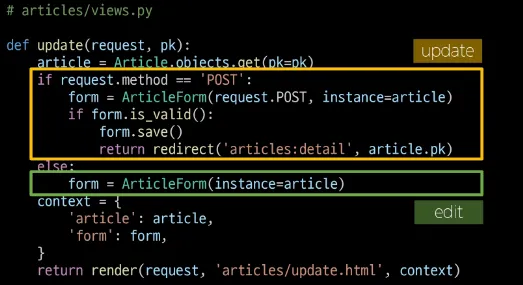 # articles/views.py
def update(request, pk):
update
    article = Article.objects.get(pk=pk)
    if request.method == 'POST':
        form = ArticleForm(request.POST, instance=article)
        if form.is_valid():
            form.save()
            return redirect('articles:detail', article.pk)
    else:
        form = ArticleForm(instance=article)
    context = {
        'article': article,
edit
        'form': form,
    }
    return render(request, 'articles/update.html', context)